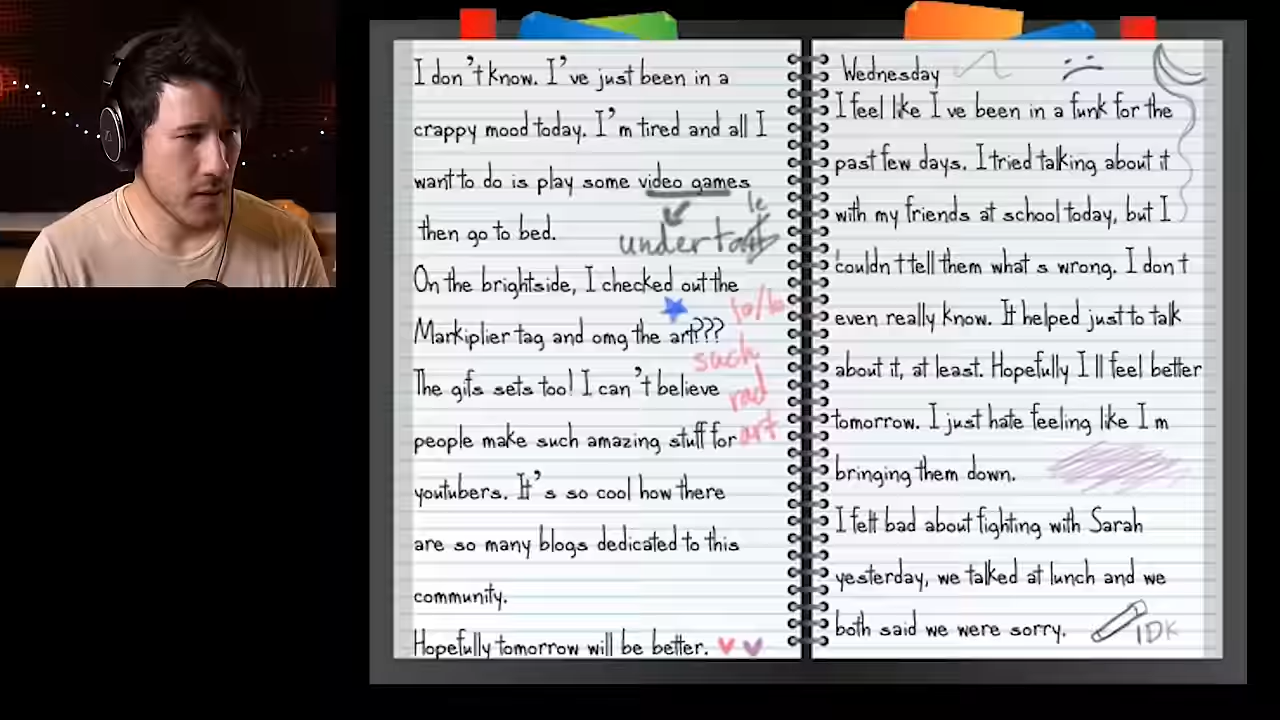 I don't know. I've just been in a
crappy mood today. I'm tired and all I
want to do is play some video games
le
then go to bed.
undertart
On the brightside, I checked out the
10/10
Markiplier tag and omg the art???
such
The gifs sets too! I can't believe
rad
people make such amazing stuff for
art
youtubers. It's so cool how there
are so many blogs dedicated to this
community.
Hopefully tomorrow will be better.
Wednesday
I feel like I ve been in a funk for the
past few days. I tried talking about it
with my friends at school today, but I
couldn t tell them what s wrong. I don t
even really know. It helped just to talk
about it, at least. Hopefully I ll feel better
tomorrow. I just hate feeling like I m
bringing them down.
I felt bad about fighting with Sarah
yesterday, we talked at lunch and we
both said we were sorry.
IDK